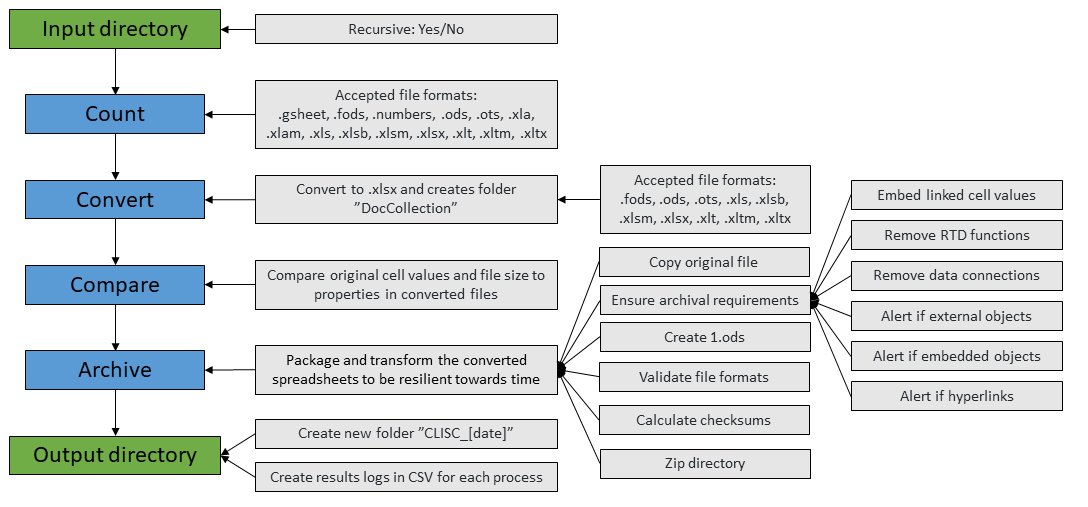 Input directory
Recursive: Yes/No
Count
Accepted file formats:
.gsheet, .fods, .numbers, .ods, .ots, .xla,
.xlam, .xls, .xlsb, .xlsm, .xlsx, .xlt, .xltm, .xltx
Convert
Convert to .xlsx and creates folder
”DocCollection”
Accepted file formats:
.fods, .ods, .ots, .xls, .xlsb,
.xlsm, .xlsx, .xlt, .xltm, .xltx
Compare
Compare original cell values and file size to
properties in converted files
Archive
Package and transform the converted
spreadsheets to be resilient towards time
Copy original file
Ensure archival requirements
Create 1.ods
Validate file formats
Calculate checksums
Zip directory
Embed linked cell values
Remove RTD functions
Remove data connections
Alert if external objects
Alert if embedded objects
Alert if hyperlinks
Output directory
Create new folder ”CLISC_[date]”
Create results logs in CSV for each process